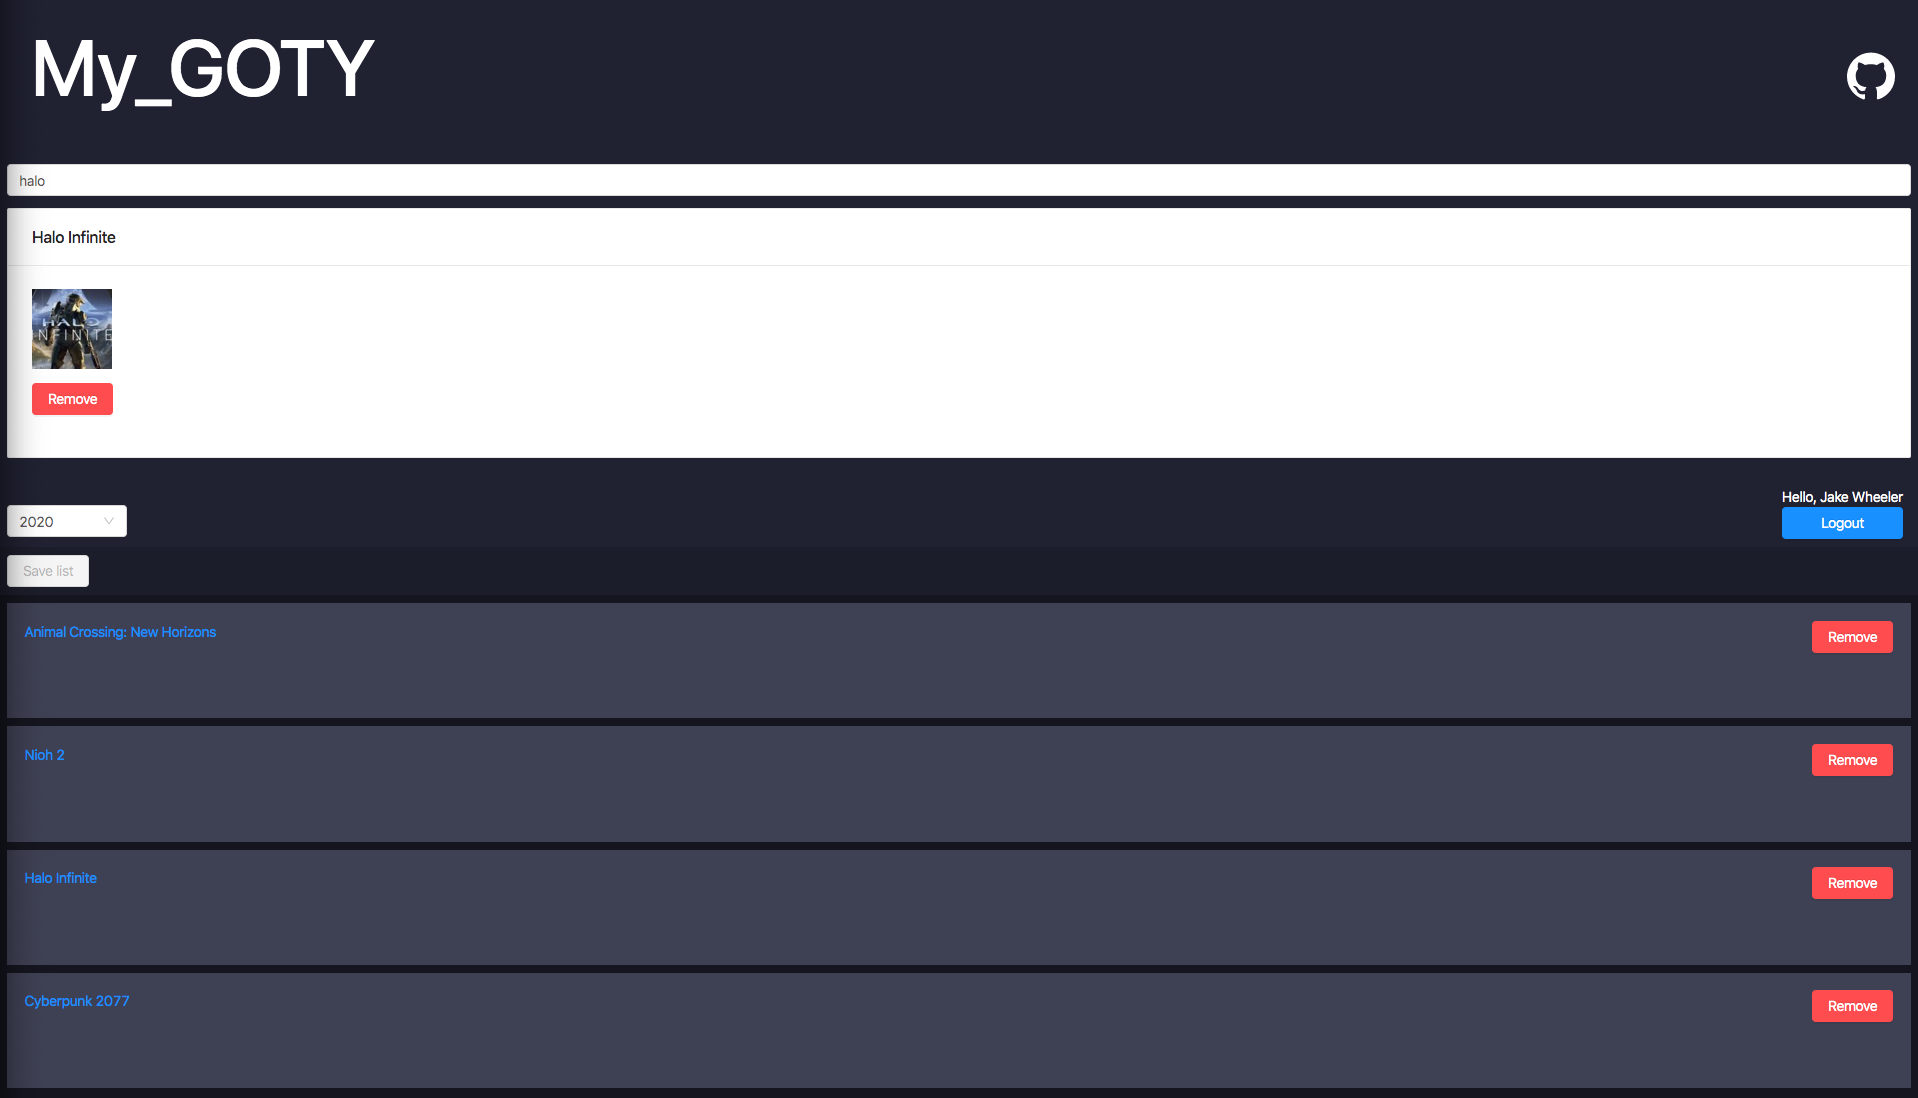 My_GOTY
halo
Halo Infinite
HALO
INFINITE
Remove
2020
Hello, Jake Wheeler
Logout
Save list
Animal Crossing: New Horizons
Remove
Nioh 2
Remove
Halo Infinite
Remove
Cyberpunk 2077
Remove